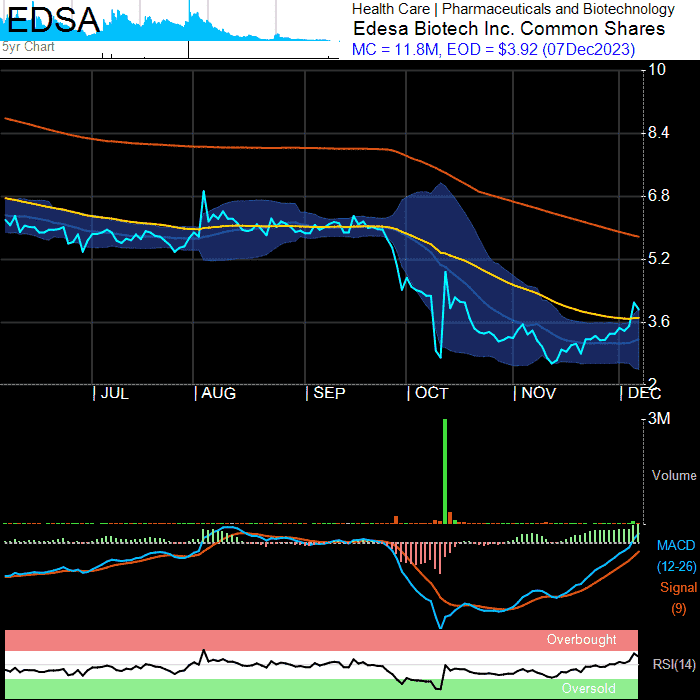 EDSA
5yr Chart
Health Care | Pharmaceuticals and Biotechnology
Edesa Biotech Inc. Common Shares
MC = 11.8M, EOD = $3.92 (07Dec2023)
10
8.4
6.8
5.2
3.6
2
| JUL | AUG | SEP | OCT | NOV | DEC
3M
Volume
MACD
(12-26)
Signal
(9)
Overbought
RSI(14)
Oversold